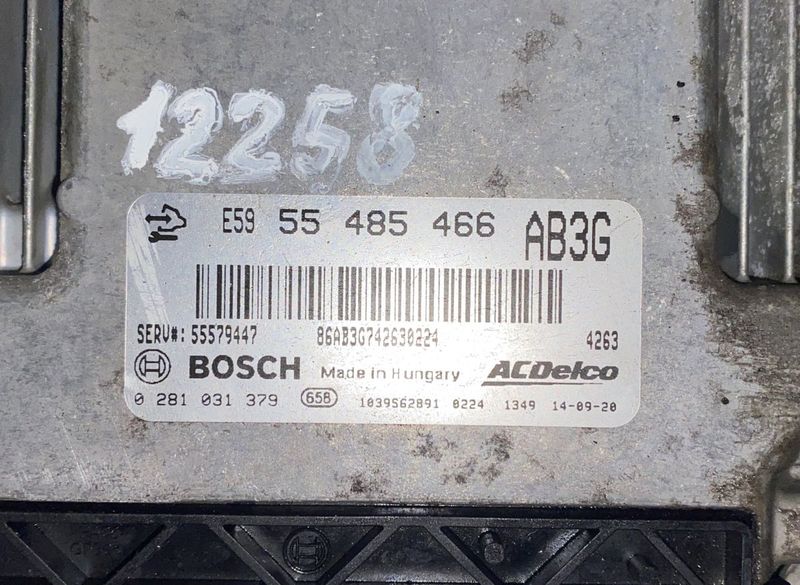 12258
E59 55 485 466 AB3G
SERV#: 55579447 86AB3G742630224 4263
BOSCH Made in Hungary ACDelco
0 281 031 379 658 1039S62891 0224 1349 14-09-20